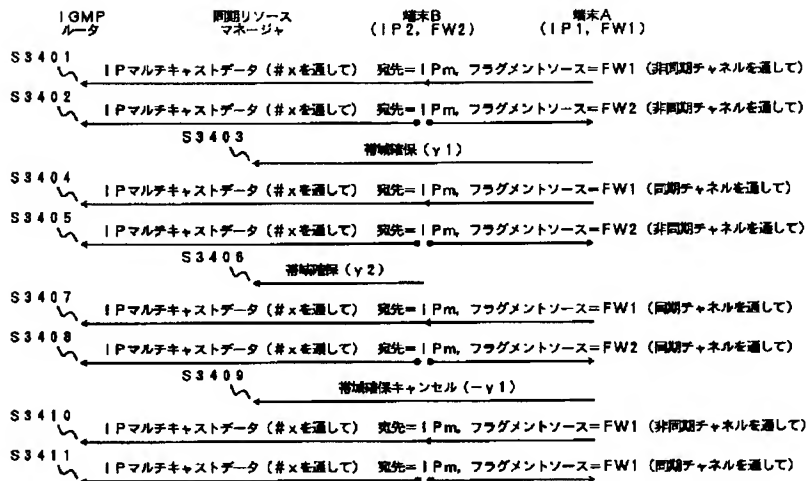 IGMP
ルータ
同期リソース
マネージャ
端末B
(IP2, FW2)
端末A
(IP1, FW1)
S3401
IPマルチキャストデータ(#xを通して) 宛先=IPm, フラグメントソース=FW1(非同期チャネルを通して)
S3402
IPマルチキャストデータ(#xを通して) 宛先=IPm, フラグメントソース=FW2(非同期チャネルを通して)
S3403
帯域確保(y1)
S3404
IPマルチキャストデータ(#xを通して) 宛先=IPm, フラグメントソース=FW1(同期チャネルを通して)
S3405
IPマルチキャストデータ(#xを通して) 宛先=IPm, フラグメントソース=FW2(非同期チャネルを通して)
S3406
帯域確保(y2)
S3407
IPマルチキャストデータ(#xを通して) 宛先=IPm, フラグメントソース=FW1(同期チャネルを通して)
S3408
IPマルチキャストデータ(#xを通して) 宛先=IPm, フラグメントソース=FW2(同期チャネルを通して)
S3409
帯域確保キャンセル(-y1)
S3410
IPマルチキャストデータ(#xを通して) 宛先=IPm, フラグメントソース=FW1(非同期チャネルを通して)
S3411
IPマルチキャストデータ(#xを通して) 宛先=IPm, フラグメントソース=FW1(同期チャネルを通して)